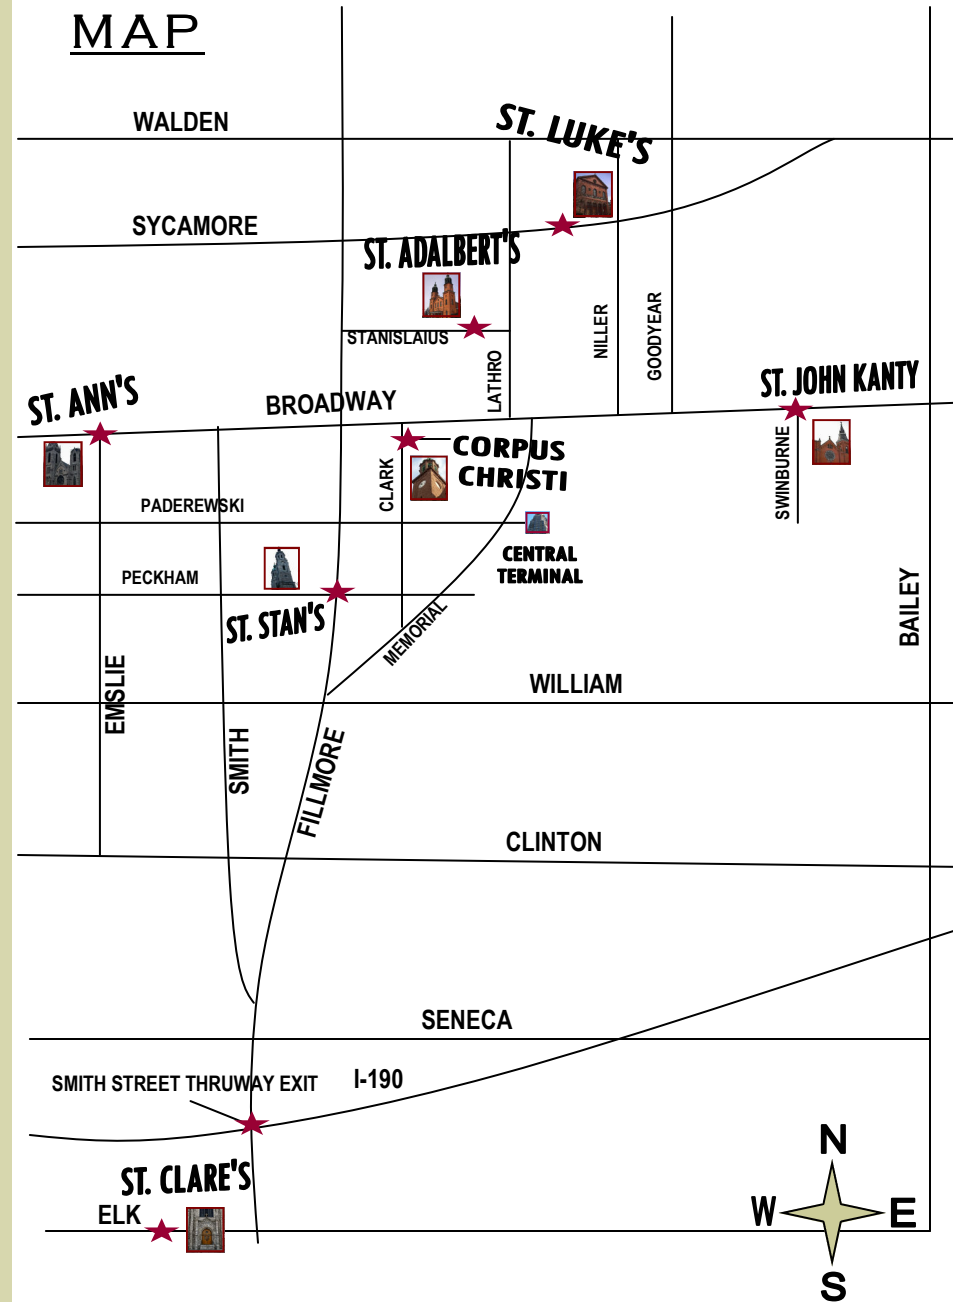 MAP
WALDEN
ST. LUKE'S
SYCAMORE
ST. ADALBERT'S
STANISLAIUS
LATHRO
NILLER
GOODYEAR
ST. ANN'S
BROADWAY
ST. JOHN KANTY
CLARK
CORPUS
CHRISTI
SWINBURNE
PADEREWSKI
CENTRAL
TERMINAL
PECKHAM
ST. STAN'S
MEMORIAL
BAILEY
EMSLIE
WILLIAM
SMITH
FILLMORE
CLINTON
SENECA
SMITH STREET THRUWAY EXIT
I-190
ST. CLARE'S
ELK
N
W
E
S